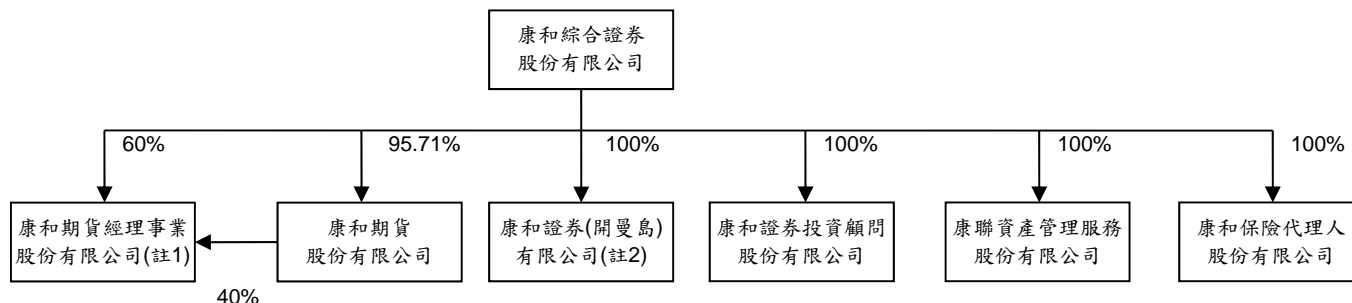 康和綜合證券
股份有限公司
60%
95.71%
100%
100%
100%
100%
康和期貨經理事業
股份有限公司(註1)
康和期貨
股份有限公司
康和證券(開曼島)
有限公司(註2)
康和證券投資顧問
股份有限公司
康聯資產管理服務
股份有限公司
康和保險代理人
股份有限公司
40%